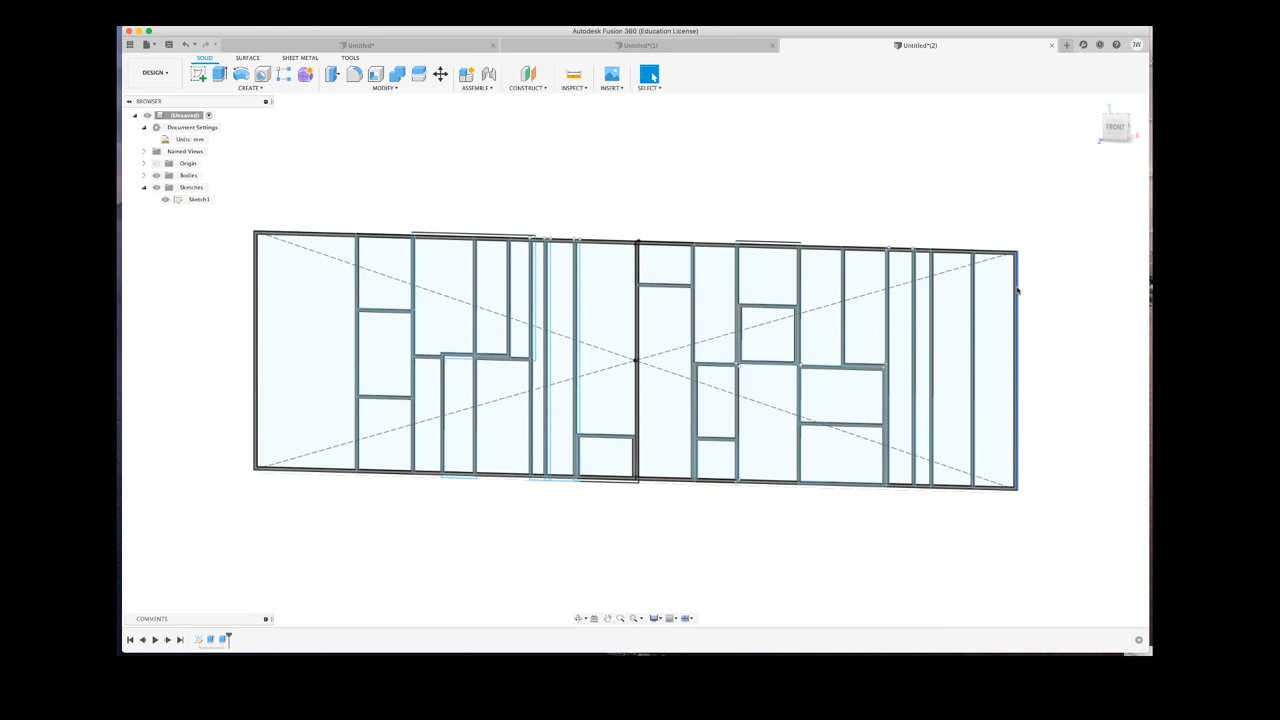 Autodesk Fusion 360 (Education License)
Untitled* Untitled*(1) Untitled*(2) JW
DESIGN
SOLID SURFACE SHEET METAL TOOLS
CREATE MODIFY ASSEMBLE CONSTRUCT INSPECT INSERT SELECT
BROWSER
(Unsaved)
Document Settings
Units: mm
Named Views
Origin
Bodies
Sketches
Sketch1
Y
FRONT
X
Z
COMMENTS